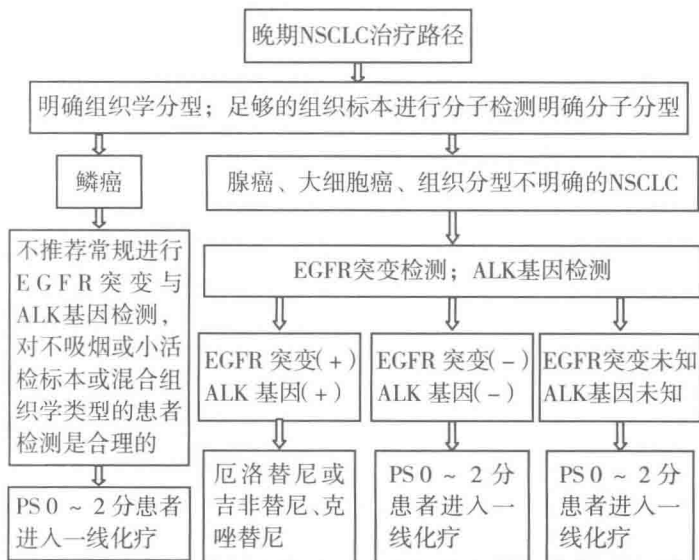 晚期NSCLC治疗路径
明确组织学分型；足够的组织标本进行分子检测明确分子分型
鳞癌
腺癌、大细胞癌、组织分型不明确的NSCLC
不推荐常规进行
EGFR突变与
ALK基因检测，
对不吸烟或小活
检标本或混合组
织学类型的患者
检测是合理的
EGFR突变检测；ALK基因检测
EGFR 突变(+)
ALK 基因(+)
EGFR 突变(-)
ALK 基因(-)
EGFR突变未知
ALK基因未知
PS 0 ~ 2 分患者
进入一线化疗
厄洛替尼或
吉非替尼、克
唑替尼
PS 0 ~ 2 分
患者进入一
线化疗
PS 0 ~ 2 分
患者进入一
线化疗